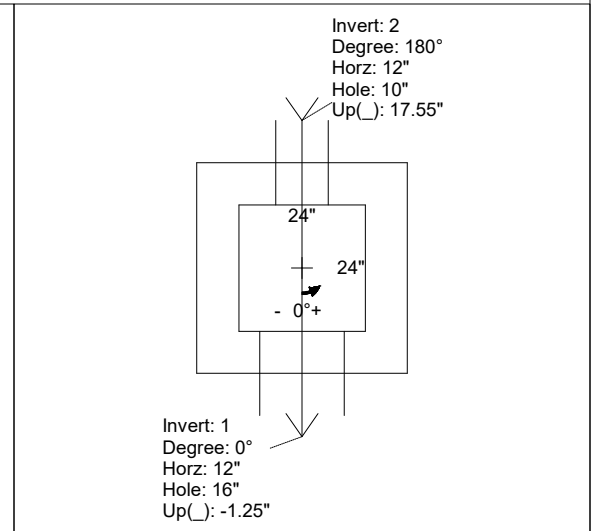 Invert: 2
Degree: 180°
Horz: 12"
Hole: 10"
Up(_): 17.55"
24"
24"
- 0°+
Invert: 1
Degree: 0°
Horz: 12"
Hole: 16"
Up(_): -1.25"